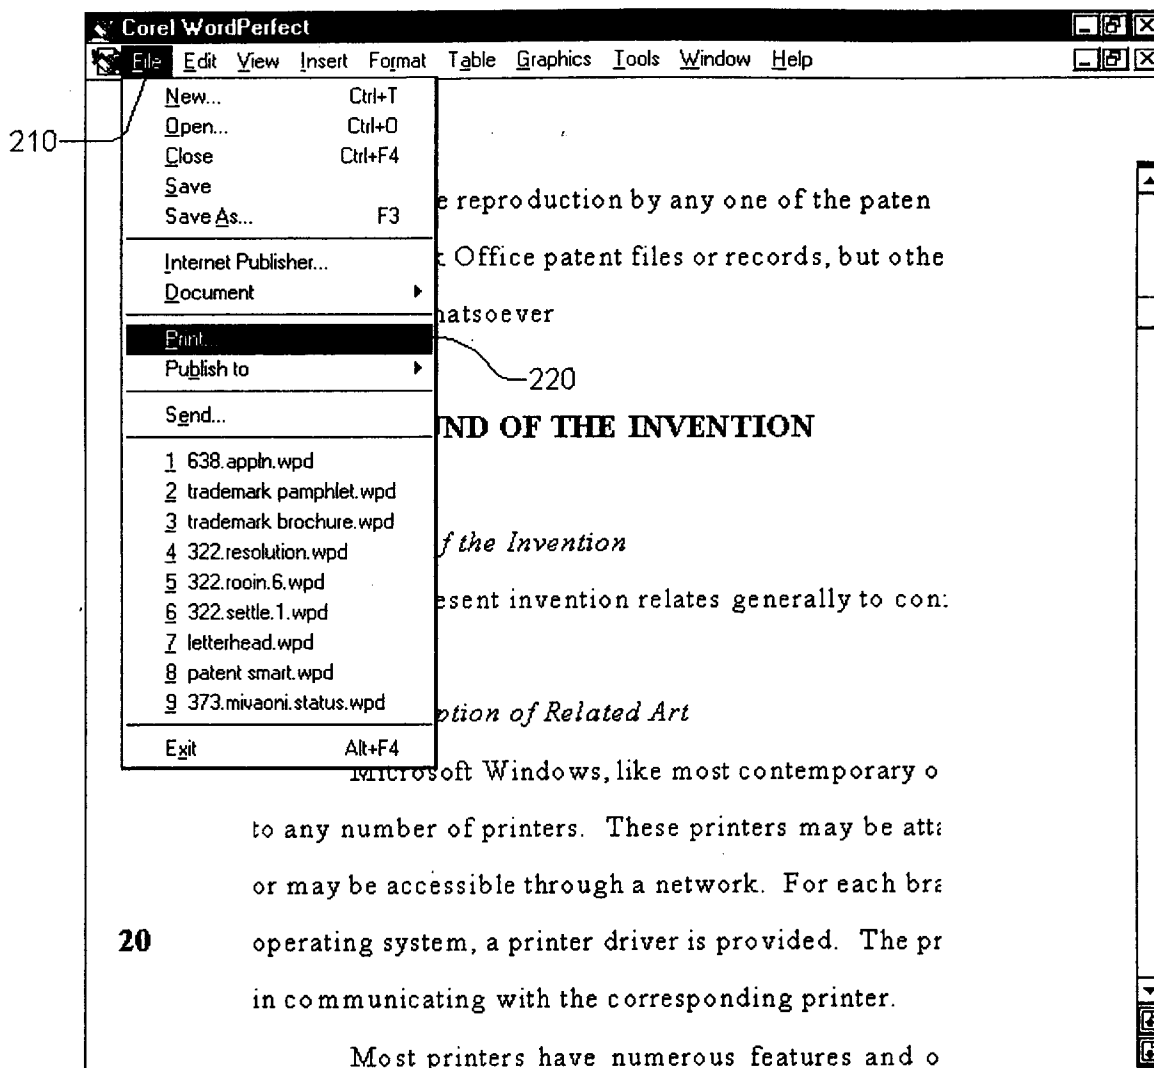 Corel WordPerfect
File Edit View Insert Format Table Graphics Tools Window Help
New... Ctrl+T
210
Open... Ctrl+O
Close Ctrl+F4
Save
Save As... F3
Internet Publisher...
Document
Print...
Publish to
220
Send...
1 638.appln.wpd
2 trademark pamphlet.wpd
3 trademark brochure.wpd
4 322.resolution.wpd
5 322.rooin.6.wpd
6 322.settle.1.wpd
7 letterhead.wpd
8 patent smart.wpd
9 373.mivaoni.status.wpd
Exit Alt+F4
e reproduction by any one of the paten
Office patent files or records, but othe
hatsoever
ND OF THE INVENTION
f the Invention
esent invention relates generally to con
ption of Related Art
Microsoft Windows, like most contemporary o
to any number of printers. These printers may be atta
or may be accessible through a network. For each bra
20 operating system, a printer driver is provided. The pr
in communicating with the corresponding printer.
Most printers have numerous features and o